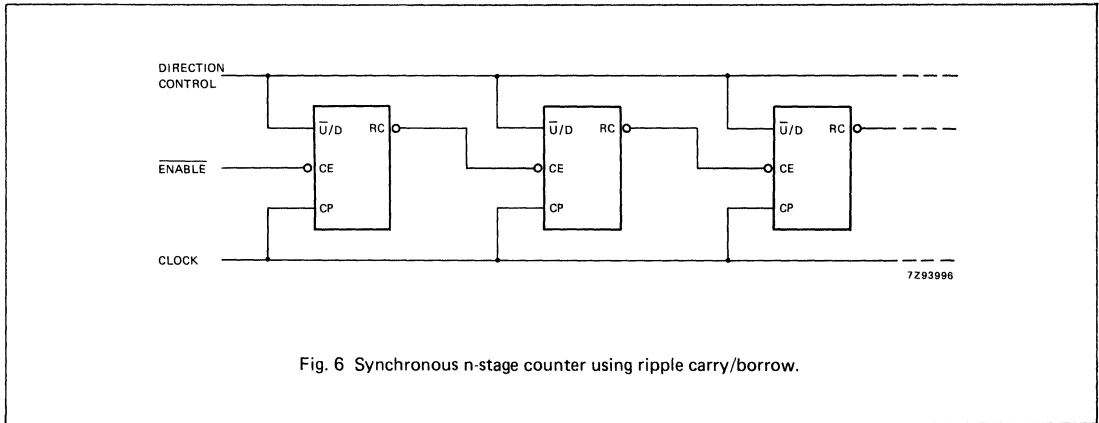 DIRECTION
CONTROL
U̅/D RC U̅/D RC U̅/D RC
E̅N̅A̅B̅L̅E̅ CE CE CE
CP CP CP
CLOCK
7Z93996
Fig. 6 Synchronous n-stage counter using ripple carry/borrow.